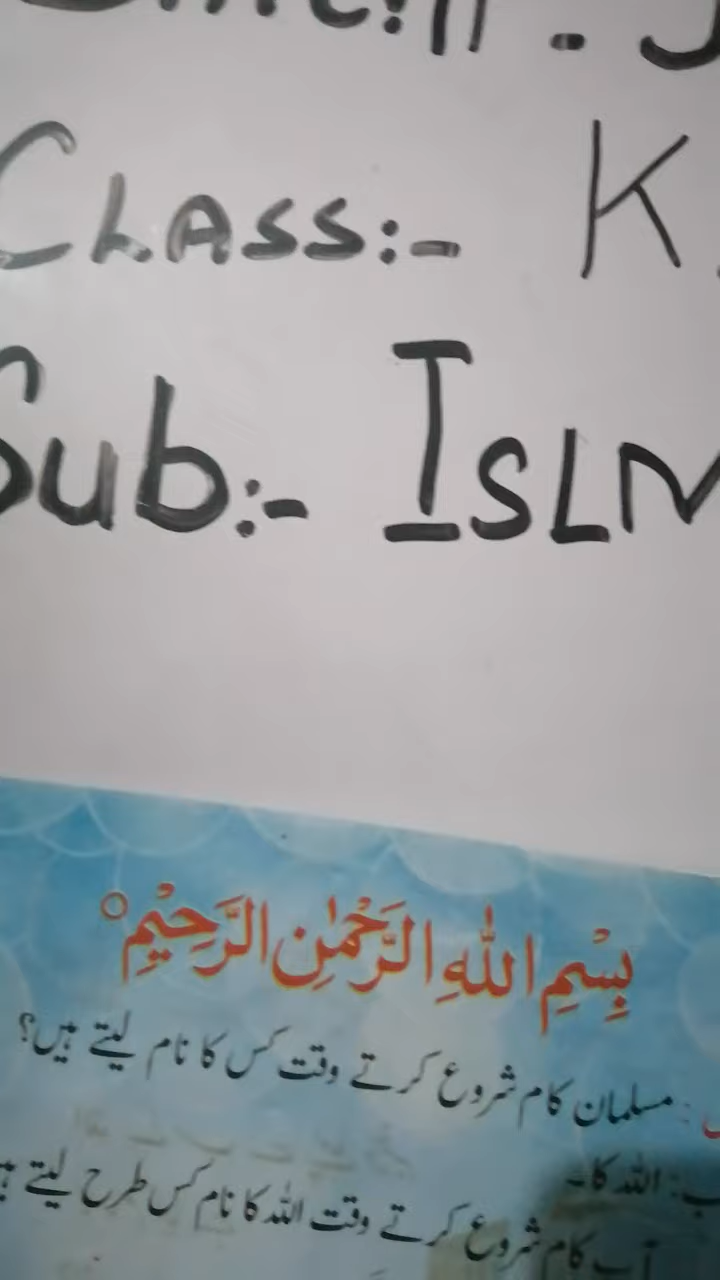 CLASS:- K.
Sub:- ISLM
بِسْمِ اللّٰهِ الرَّحْمٰنِ الرَّحِيْمِ
: مسلمان کام شروع کرتے وقت کس کا نام لیتے ہیں؟
ب: اللہ کا۔
آپ کام شروع کرتے وقت اللہ کا نام کس طرح لیتے